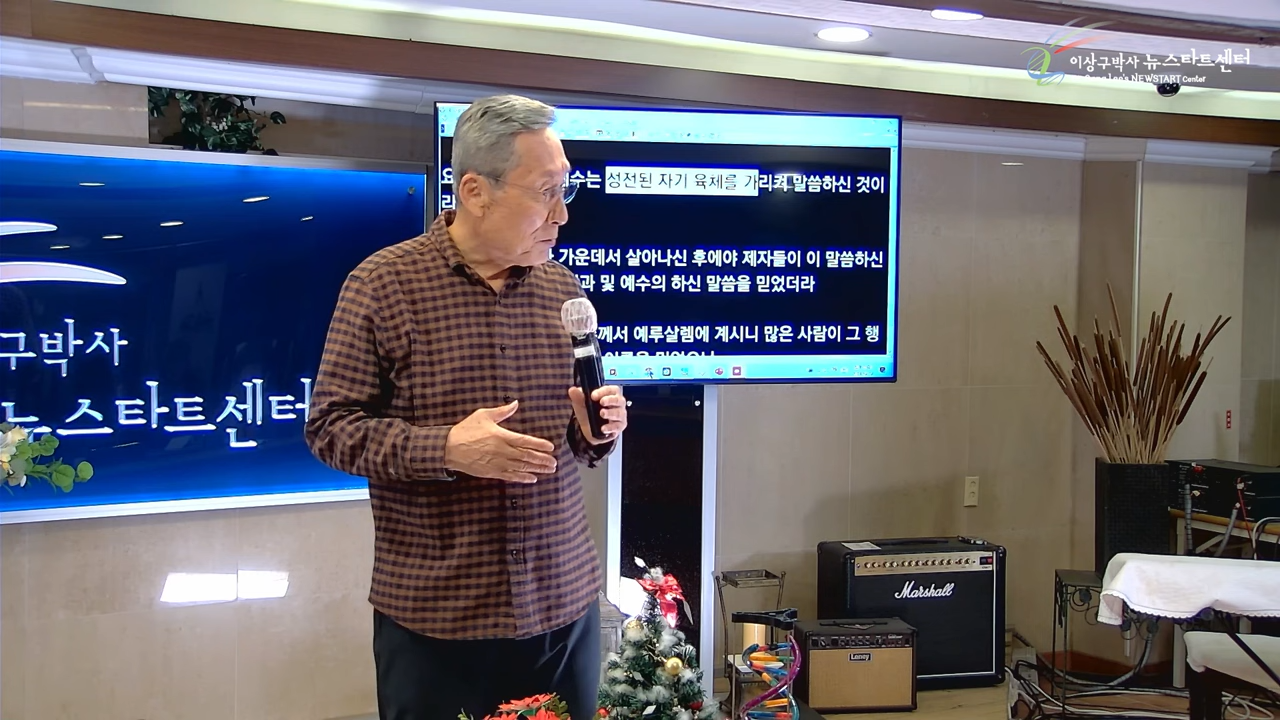 이상구박사 뉴스타트센터
Lee's NEWSTART Center
수는 성전된 자기 육체를 가리켜 말씀하신 것이
라
가운데서 살아나신 후에야 제자들이 이 말씀하신
과 및 예수의 하신 말씀을 믿었더라
께서 예루살렘에 계시니 많은 사람이 그 행
구박사
뉴스타트센터
Marshall
Laney